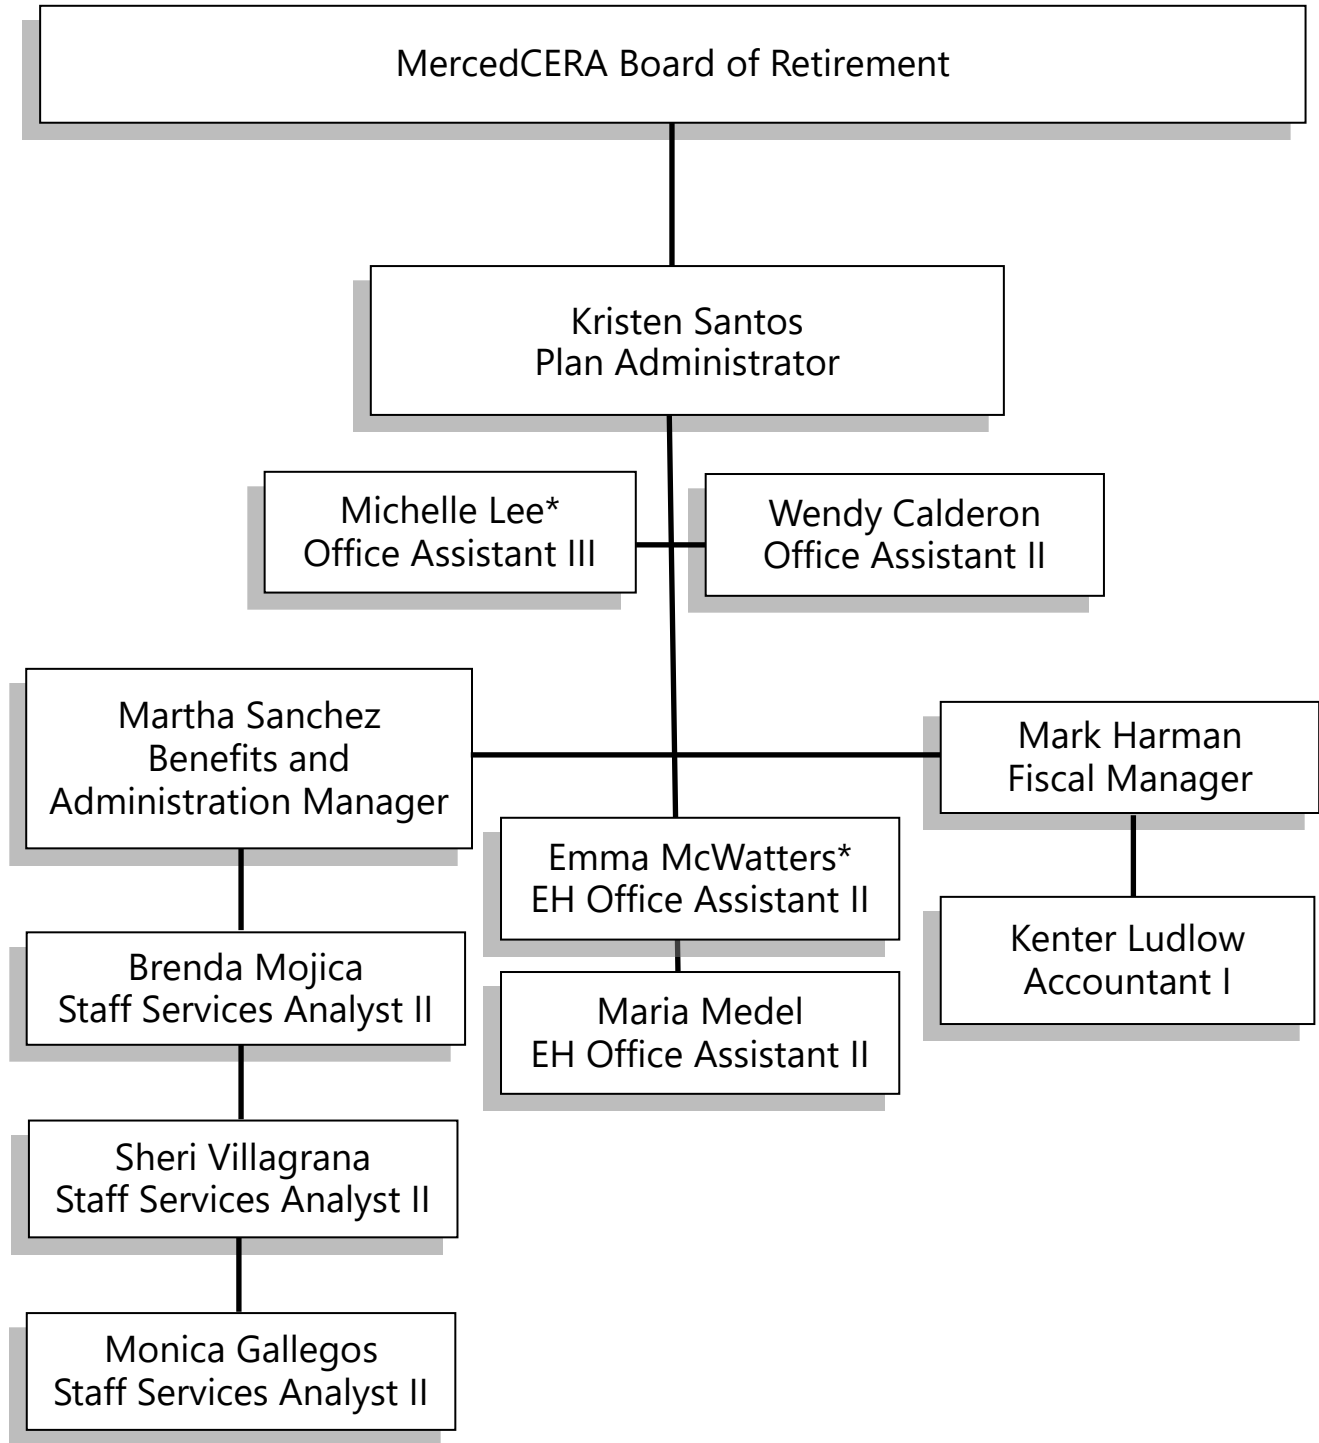 MercedCERA Board of Retirement
Kristen Santos
Plan Administrator
Michelle Lee*
Office Assistant III
Wendy Calderon
Office Assistant II
Martha Sanchez
Benefits and
Administration Manager
Mark Harman
Fiscal Manager
Emma McWatters*
EH Office Assistant II
Kenter Ludlow
Accountant I
Brenda Mojica
Staff Services Analyst II
Maria Medel
EH Office Assistant II
Sheri Villagrana
Staff Services Analyst II
Monica Gallegos
Staff Services Analyst II